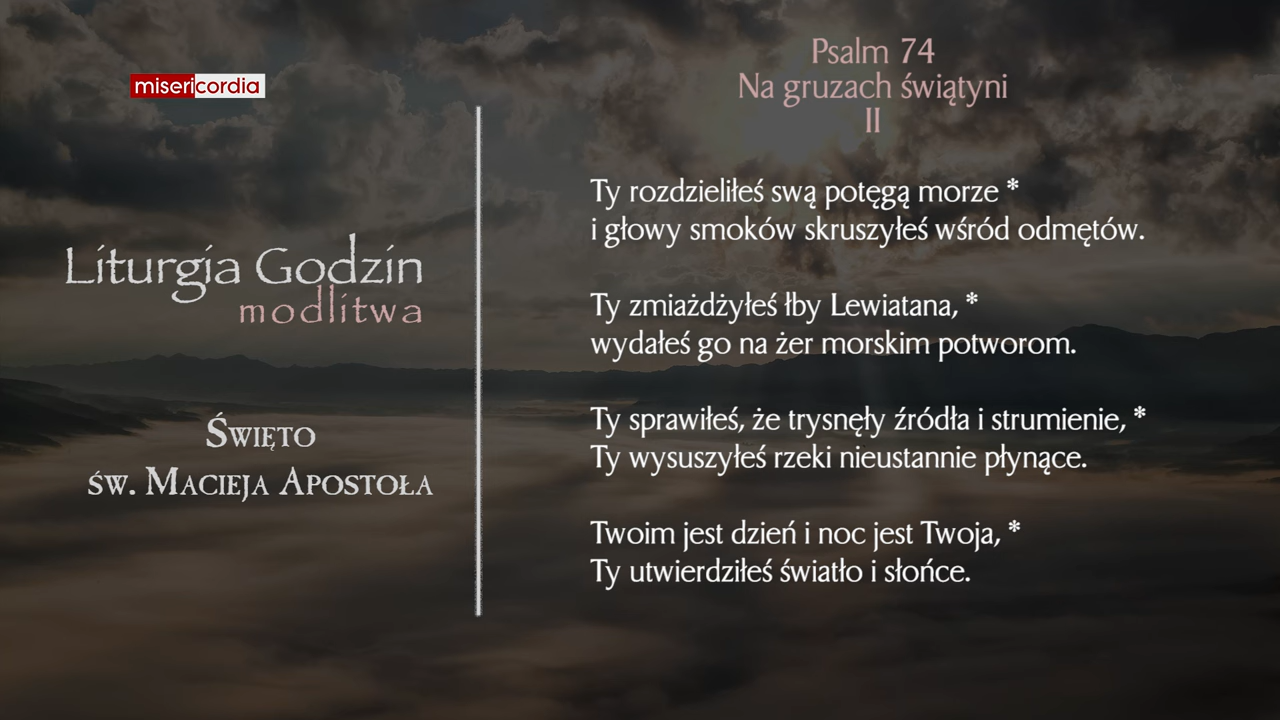 misericordia
Liturgia Godzin
modlitwa
Święto
św. Macieja Apostoła
Psalm 74
Na gruzach świątyni
II
Ty rozdzieliłeś swą potęgą morze *
i głowy smoków skruszyłeś wśród odmętów.
Ty zmiażdżyłeś łby Lewiatana, *
wydałeś go na żer morskim potworom.
Ty sprawiłeś, że trysnęły źródła i strumienie, *
Ty wysuszyłeś rzeki nieustannie płynące.
Twoim jest dzień i noc jest Twoja, *
Ty utwierdziłeś światło i słońce.